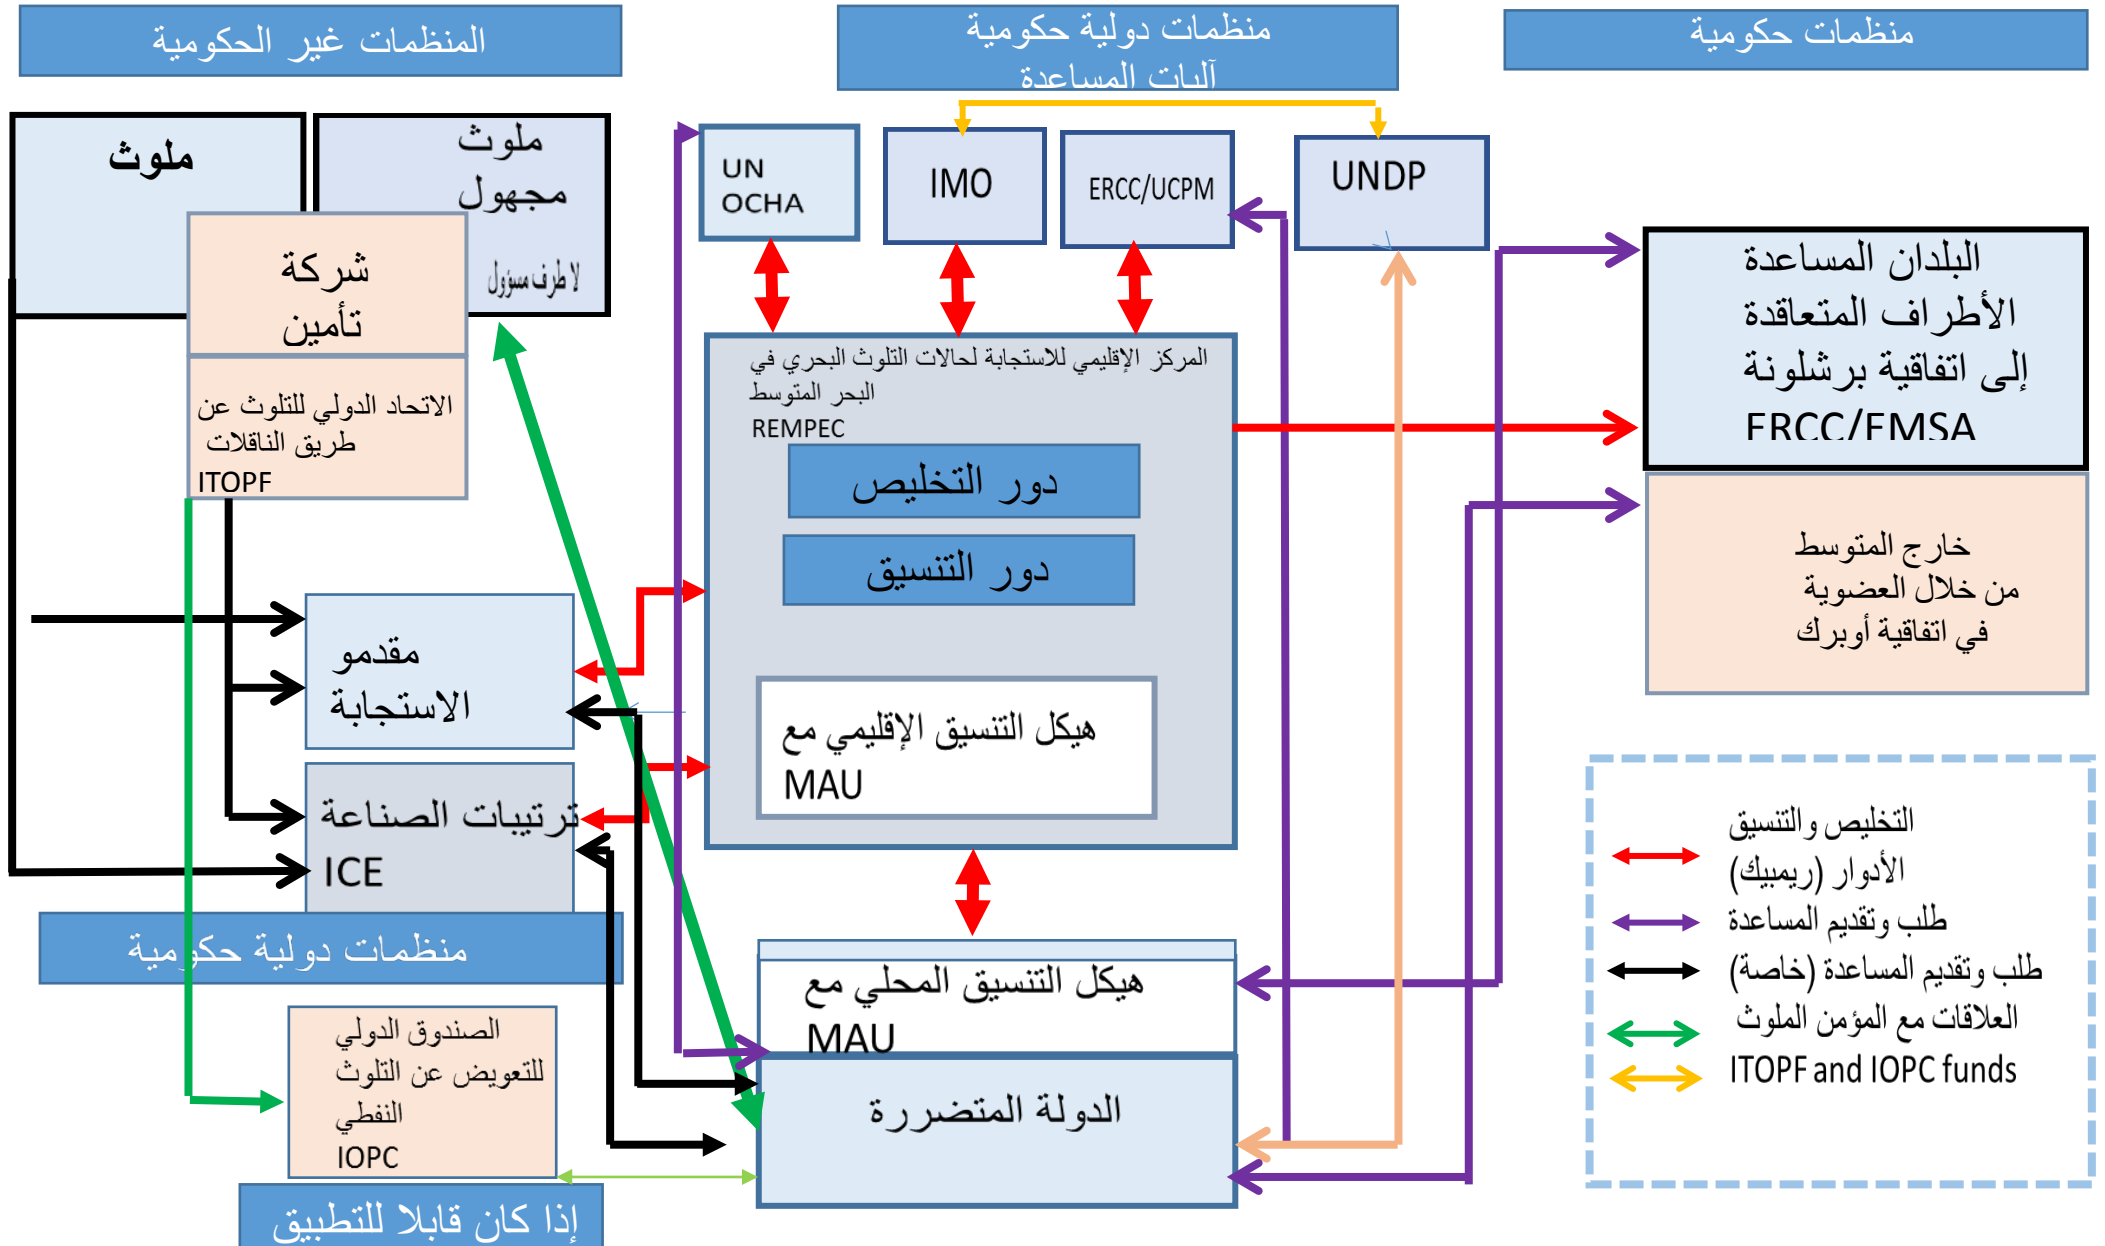 المنظمات غير الحكومية
منظمات دولية حكومية
آليات المساعدة
منظمات حكومية
ملوث
ملوث
مجهول
لا طرف مسؤول
شركة
تأمين
الاتحاد الدولي للتلوث عن
طريق الناقلات
ITOPF
UN
OCHA
IMO
ERCC/UCPM
UNDP
المركز الإقليمي للاستجابة لحالات التلوث البحري في
البحر المتوسط
REMPEC
دور التخليص
دور التنسيق
هيكل التنسيق الإقليمي مع
MAU
البلدان المساعدة
الأطراف المتعاقدة
إلى اتفاقية برشلونة
ERCC/EMSA
خارج المتوسط
من خلال العضوية
في اتفاقية أوبرك
مقدمو
الاستجابة
ترتيبات الصناعة
ICE
منظمات دولية حكومية
الصندوق الدولي
للتعويض عن التلوث
النفطي
IOPC
إذا كان قابلا للتطبيق
هيكل التنسيق المحلي مع
MAU
الدولة المتضررة
التخليص والتنسيق
الأدوار (ريمبيك)
طلب وتقديم المساعدة
طلب وتقديم المساعدة (خاصة)
العلاقات مع المؤمن الملوث
ITOPF and IOPC funds